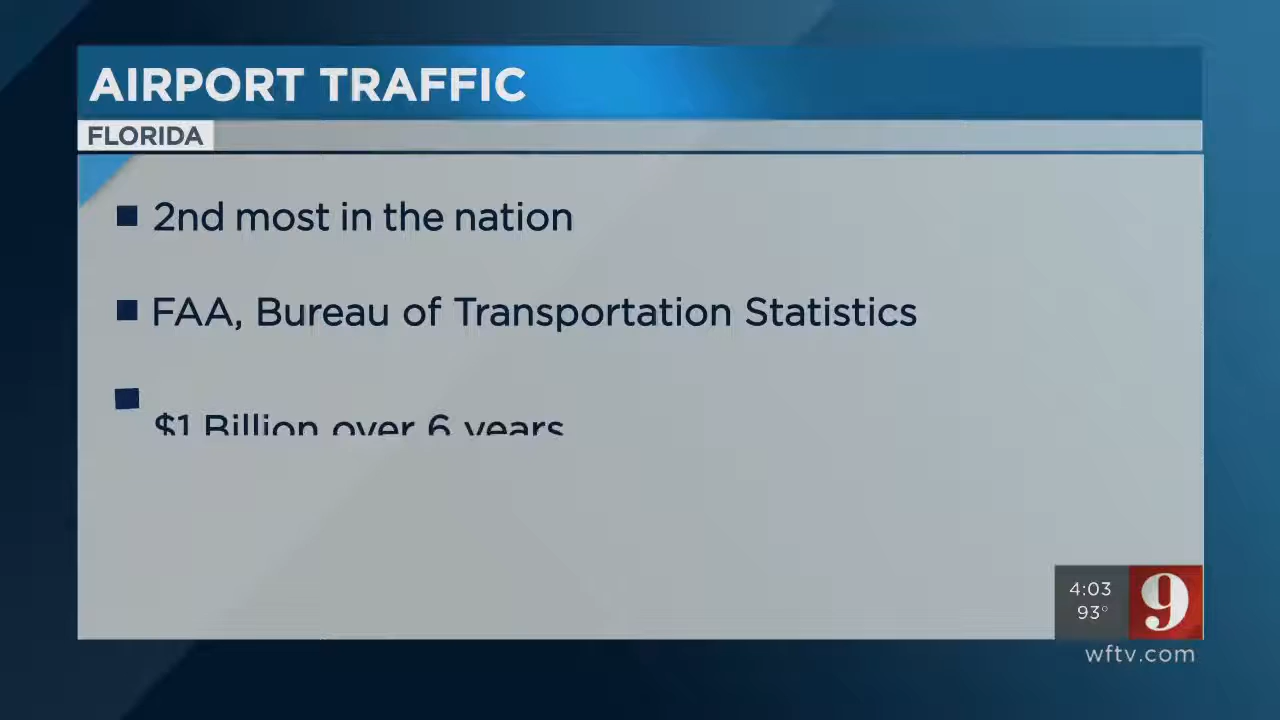 AIRPORT TRAFFIC
FLORIDA
2nd most in the nation
FAA, Bureau of Transportation Statistics
$1 Billion over 6 years
4:03
93°
9
wftv.com